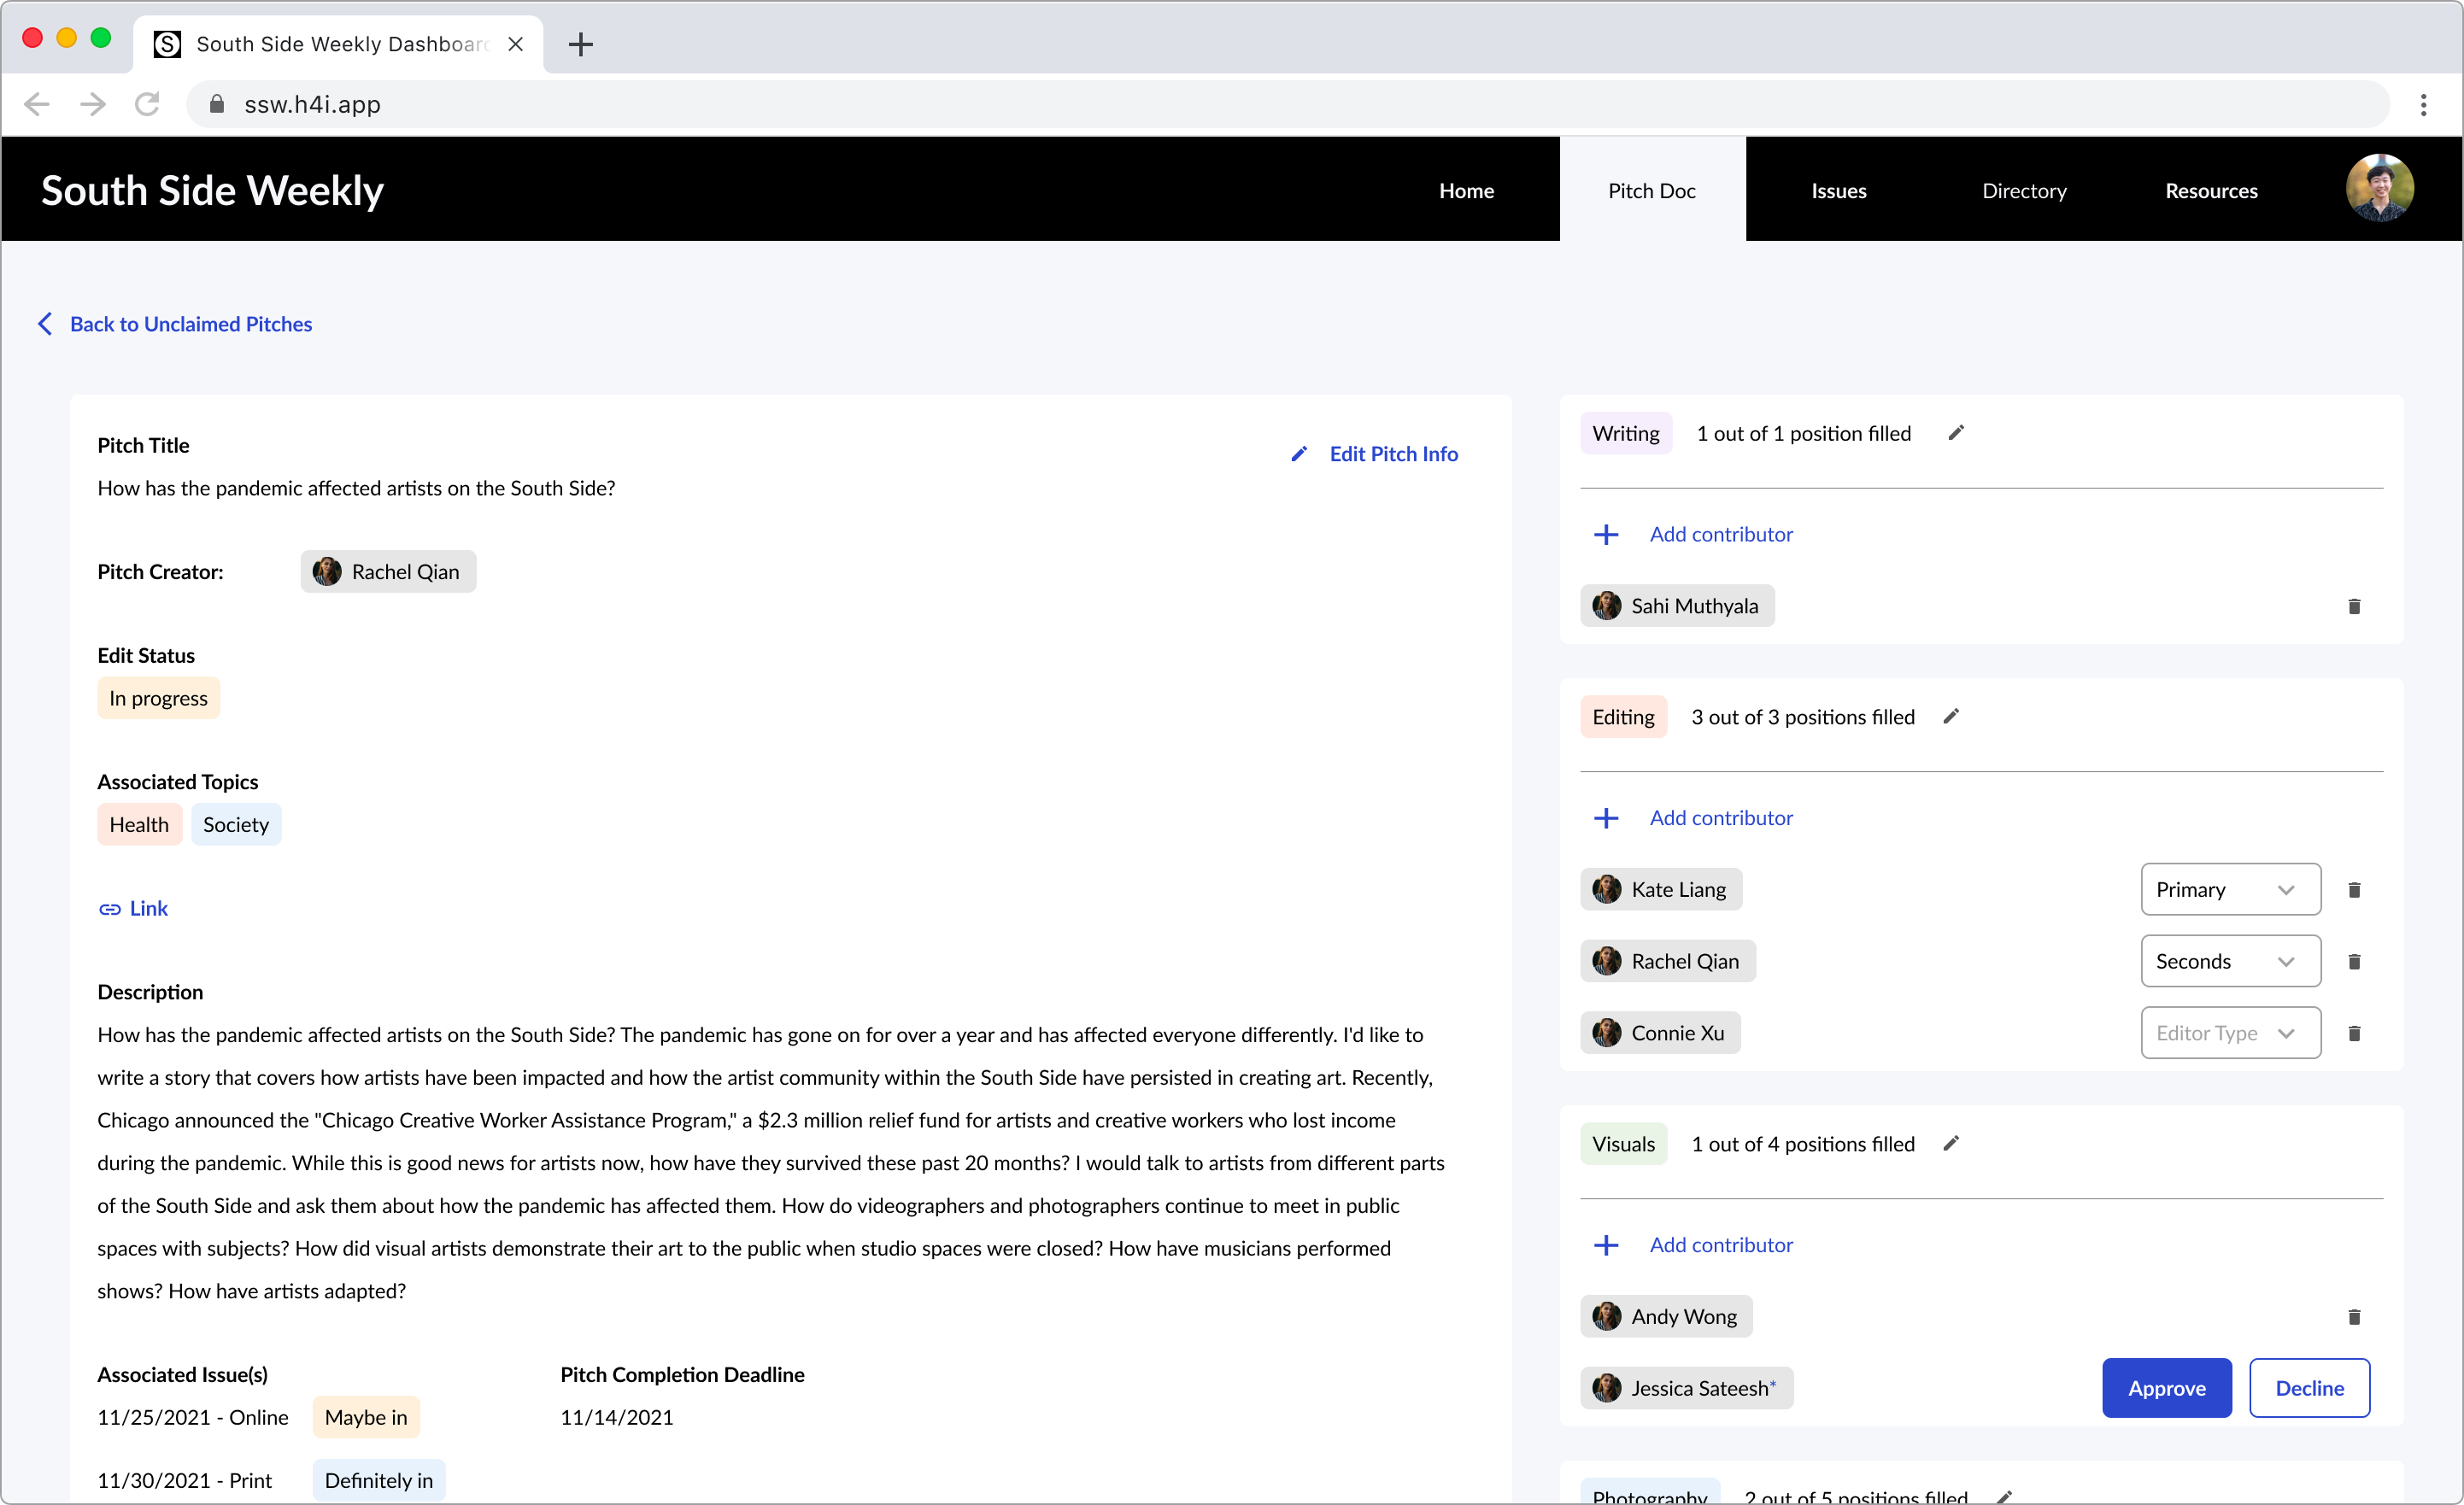 South Side Weekly Dashboard
ssw.h4i.app
South Side Weekly
Home
Pitch Doc
Issues
Directory
Resources
Back to Unclaimed Pitches
Pitch Title
Edit Pitch Info
How has the pandemic affected artists on the South Side?
Pitch Creator:
Rachel Qian
Edit Status
In progress
Associated Topics
Health
Society
Link
Description
How has the pandemic affected artists on the South Side? The pandemic has gone on for over a year and has affected everyone differently. I'd like to
write a story that covers how artists have been impacted and how the artist community within the South Side have persisted in creating art. Recently,
Chicago announced the "Chicago Creative Worker Assistance Program," a $2.3 million relief fund for artists and creative workers who lost income
during the pandemic. While this is good news for artists now, how have they survived these past 20 months? I would talk to artists from different parts
of the South Side and ask them about how the pandemic has affected them. How do videographers and photographers continue to meet in public
spaces with subjects? How did visual artists demonstrate their art to the public when studio spaces were closed? How have musicians performed
shows? How have artists adapted?
Associated Issue(s)
11/25/2021 - Online
Maybe in
11/30/2021 - Print
Definitely in
Pitch Completion Deadline
11/14/2021
Writing
1 out of 1 position filled
Add contributor
Sahi Muthyala
Editing
3 out of 3 positions filled
Add contributor
Kate Liang
Primary
Rachel Qian
Seconds
Connie Xu
Editor Type
Visuals
1 out of 4 positions filled
Add contributor
Andy Wong
Jessica Sateesh*
Approve
Decline
Photography
2 out of 5 positions filled